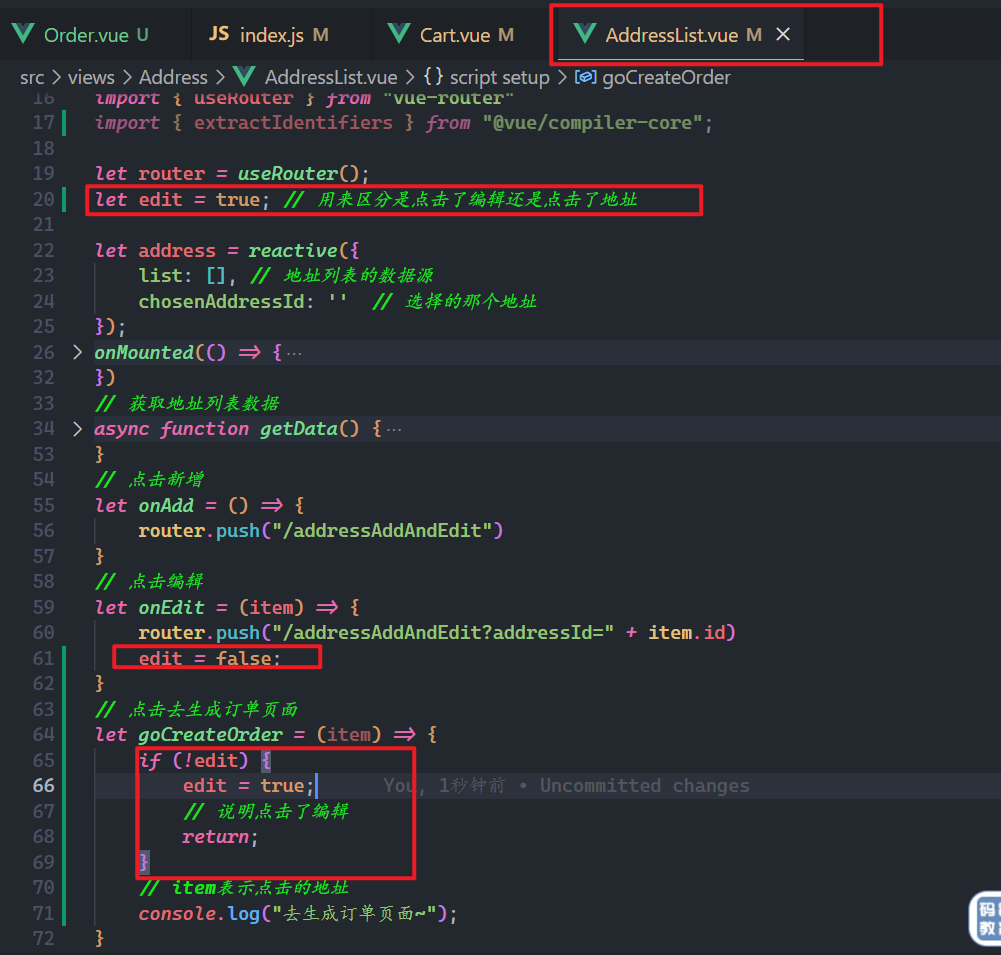 Order.vue U JS index.js M Cart.vue M AddressList.vue M
src > views > Address > AddressList.vue > {} script setup > goCreateOrder
16 import { useRouter } from "vue-router"
17 import { extractIdentifiers } from "@vue/compiler-core";
18
19 let router = useRouter();
20 let edit = true; // 用来区分是点击了编辑还是点击了地址
21
22 let address = reactive({
23 list: [], // 地址列表的数据源
24 chosenAddressId: '' // 选择的那个地址
25 });
26 onMounted(() => { ···
32 })
33 // 获取地址列表数据
34 async function getData() { ···
53 }
54 // 点击新增
55 let onAdd = () => {
56 router.push("/addressAddAndEdit")
57 }
58 // 点击编辑
59 let onEdit = (item) => {
60 router.push("/addressAddAndEdit?addressId=" + item.id)
61 edit = false;
62 }
63 // 点击去生成订单页面
64 let goCreateOrder = (item) => {
65 if (!edit) {
66 edit = true; You, 1秒钟前 • Uncommitted changes
67 // 说明点击了编辑
68 return;
69 }
70 // item表示点击的地址
71 console.log("去生成订单页面~");
72 }